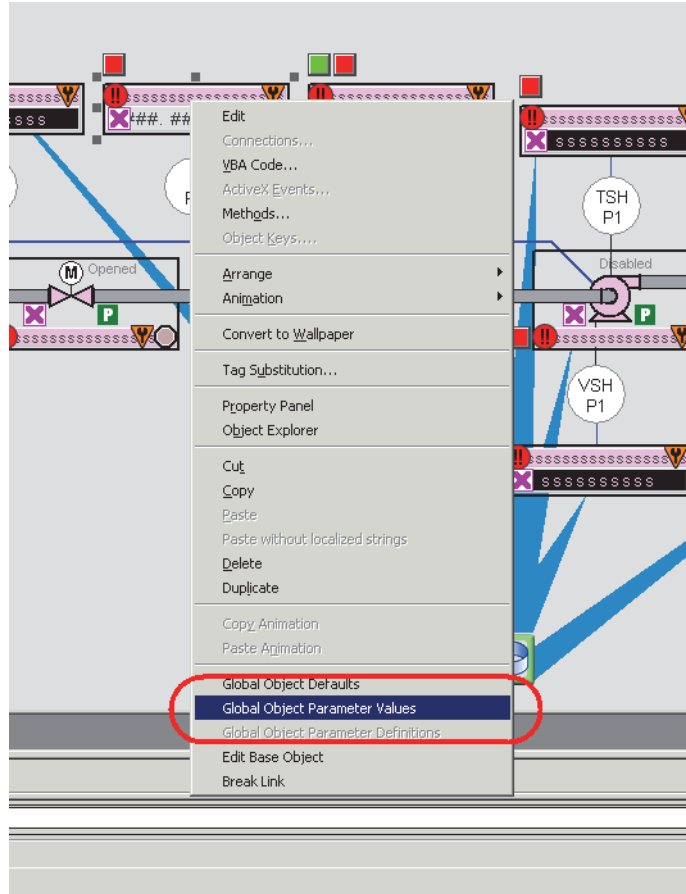 sssss
sss
###. ##
ssssssssss
TSH
P1
M
Opened
Disabled
P
P
VSH
P1
ssssssssss
Edit
Connections...
VBA Code...
ActiveX Events...
Methods...
Object Keys....
Arrange
Animation
Convert to Wallpaper
Tag Substitution...
Property Panel
Object Explorer
Cut
Copy
Paste
Paste without localized strings
Delete
Duplicate
Copy Animation
Paste Animation
Global Object Defaults
Global Object Parameter Values
Global Object Parameter Definitions
Edit Base Object
Break Link